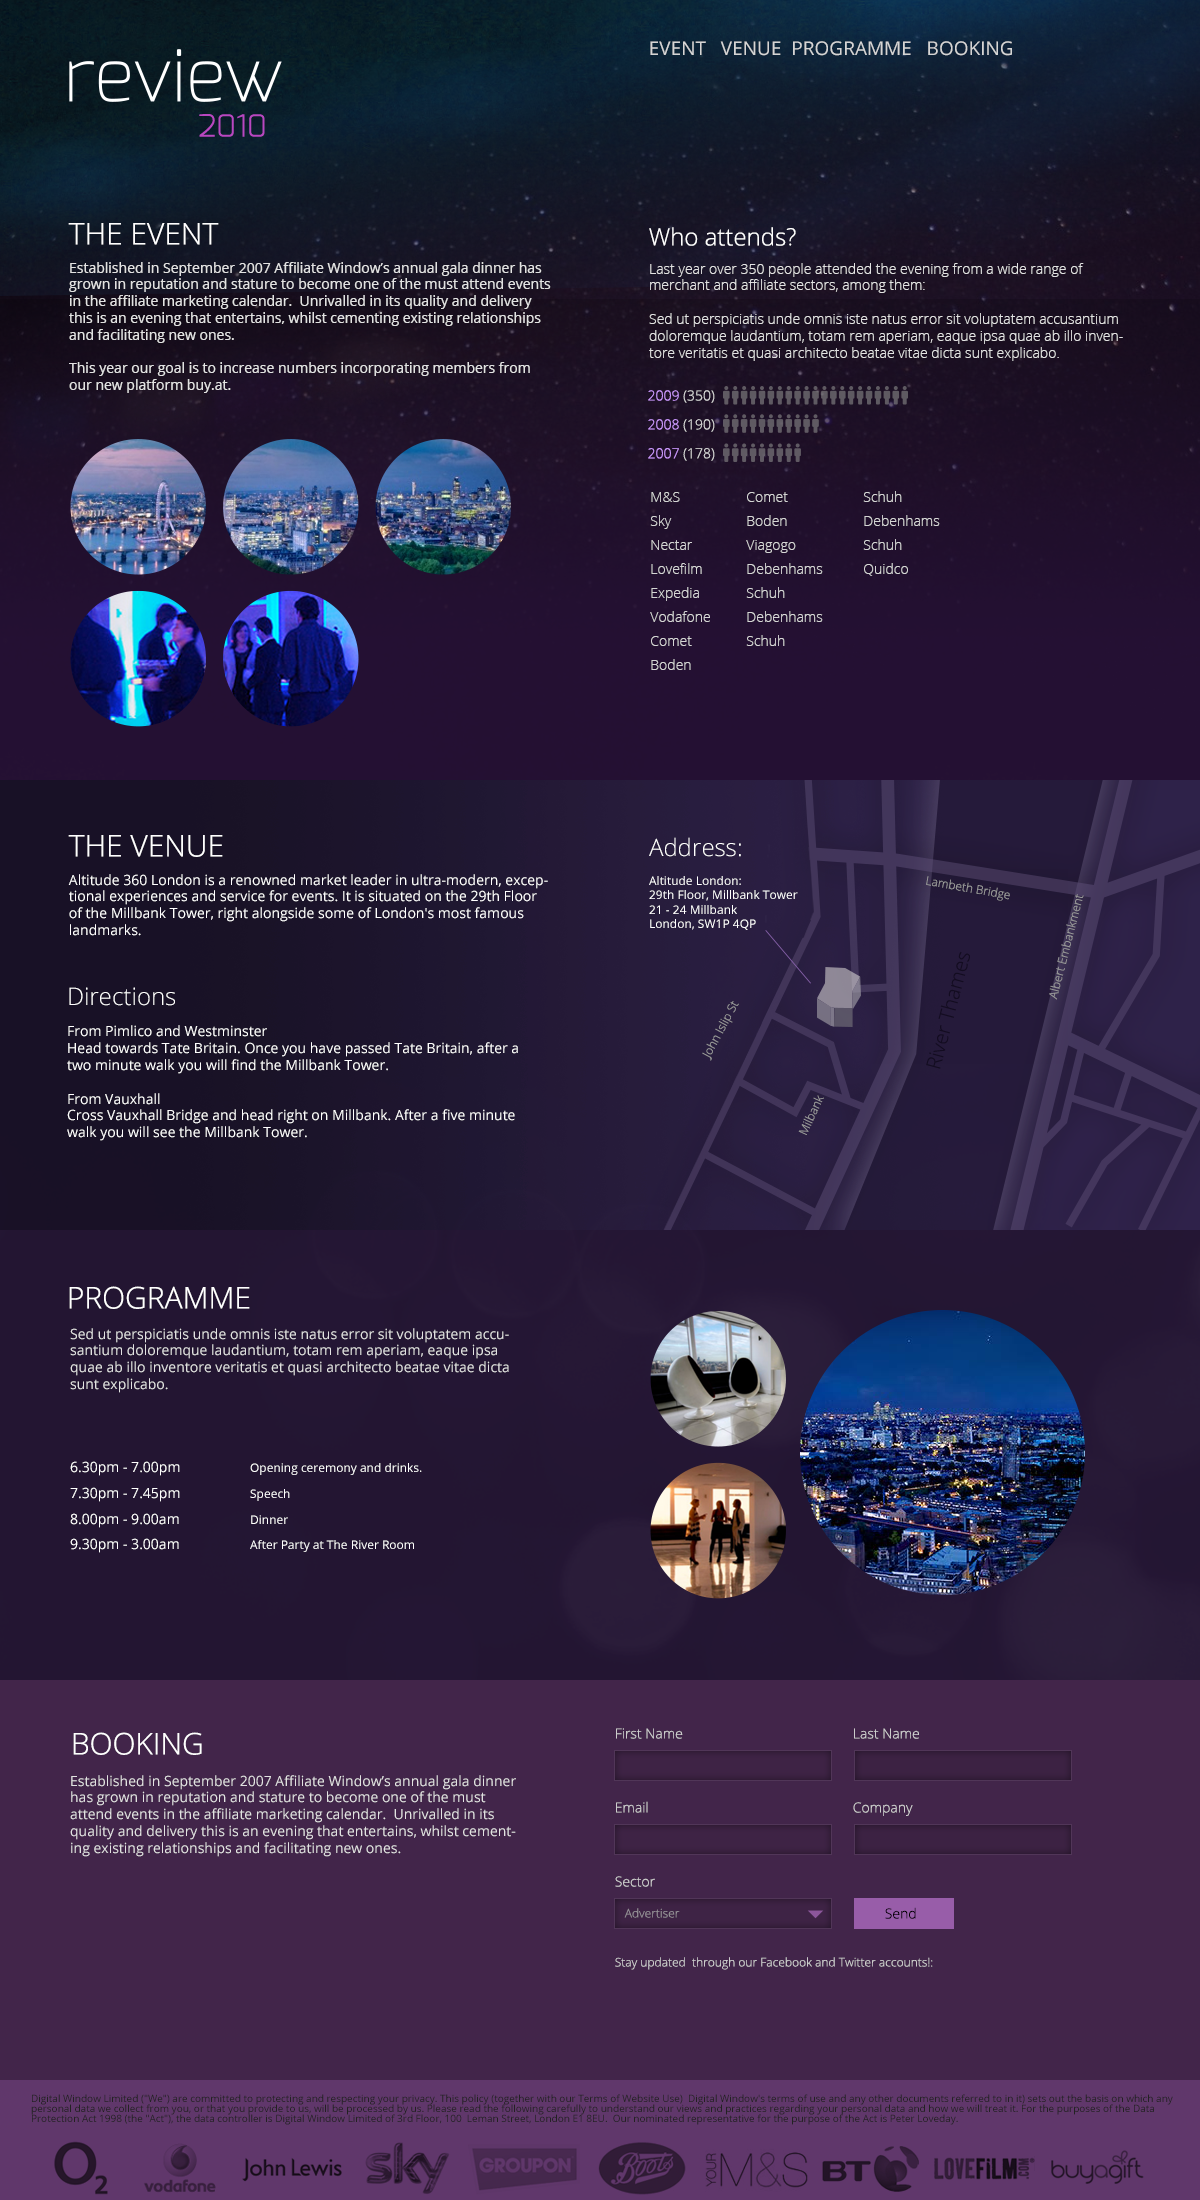 review
2010
EVENT VENUE PROGRAMME BOOKING
THE EVENT
Established in September 2007 Affiliate Window's annual gala dinner has
grown in reputation and stature to become one of the must attend events
in the affiliate marketing calendar. Unrivalled in its quality and delivery
this is an evening that entertains, whilst cementing existing relationships
and facilitating new ones.
This year our goal is to increase numbers incorporating members from
our new platform buy.at.
Who attends?
Last year over 350 people attended the evening from a wide range of
merchant and affiliate sectors, among them:
Sed ut perspiciatis unde omnis iste natus error sit voluptatem accusantium
doloremque laudantium, totam rem aperiam, eaque ipsa quae ab illo inven-
tore veritatis et quasi architecto beatae vitae dicta sunt explicabo.
2009 (350)
2008 (190)
2007 (178)
M&S Comet Schuh
Sky Boden Debenhams
Nectar Viagogo Schuh
Lovefilm Debenhams Quidco
Expedia Schuh
Vodafone Debenhams
Comet Schuh
Boden
THE VENUE
Altitude 360 London is a renowned market leader in ultra-modern, excep-
tional experiences and service for events. It is situated on the 29th Floor
of the Millbank Tower, right alongside some of London's most famous
landmarks.
Directions
From Pimlico and Westminster
Head towards Tate Britain. Once you have passed Tate Britain, after a
two minute walk you will find the Millbank Tower.
From Vauxhall
Cross Vauxhall Bridge and head right on Millbank. After a five minute
walk you will see the Millbank Tower.
Address:
Altitude London:
29th Floor, Millbank Tower
21 - 24 Millbank
London, SW1P 4QP
Lambeth Bridge
Albert Embankment
River Thames
John Islip St
Milbank
PROGRAMME
Sed ut perspiciatis unde omnis iste natus error sit voluptatem accu-
santium doloremque laudantium, totam rem aperiam, eaque ipsa
quae ab illo inventore veritatis et quasi architecto beatae vitae dicta
sunt explicabo.
6.30pm - 7.00pm Opening ceremony and drinks.
7.30pm - 7.45pm Speech
8.00pm - 9.00am Dinner
9.30pm - 3.00am After Party at The River Room
BOOKING
Established in September 2007 Affiliate Window's annual gala dinner
has grown in reputation and stature to become one of the must
attend events in the affiliate marketing calendar. Unrivalled in its
quality and delivery this is an evening that entertains, whilst cement-
ing existing relationships and facilitating new ones.
First Name Last Name
Email Company
Sector
Advertiser
Send
Stay updated through our Facebook and Twitter accounts!:
Digital Window Limited ("We") are committed to protecting and respecting your privacy. This policy (together with our Terms of Website Use) Digital Window's terms of use and any other documents referred to in it) sets out the basis on which any
personal data we collect from you, or that you provide to us, will be processed by us. Please read the following carefully to understand our views and practices regarding your personal data and how we will treat it. For the purposes of the Data
Protection Act 1998 (the "Act"), the data controller is Digital Window Limited of 3rd Floor, 100 Leman Street, London E1 8EU. Our nominated representative for the purpose of the Act is Peter Loveday.
O2 vodafone John Lewis sky GROUPON Boots YOUR M&S BT LOVEFiLM.COM buyagift